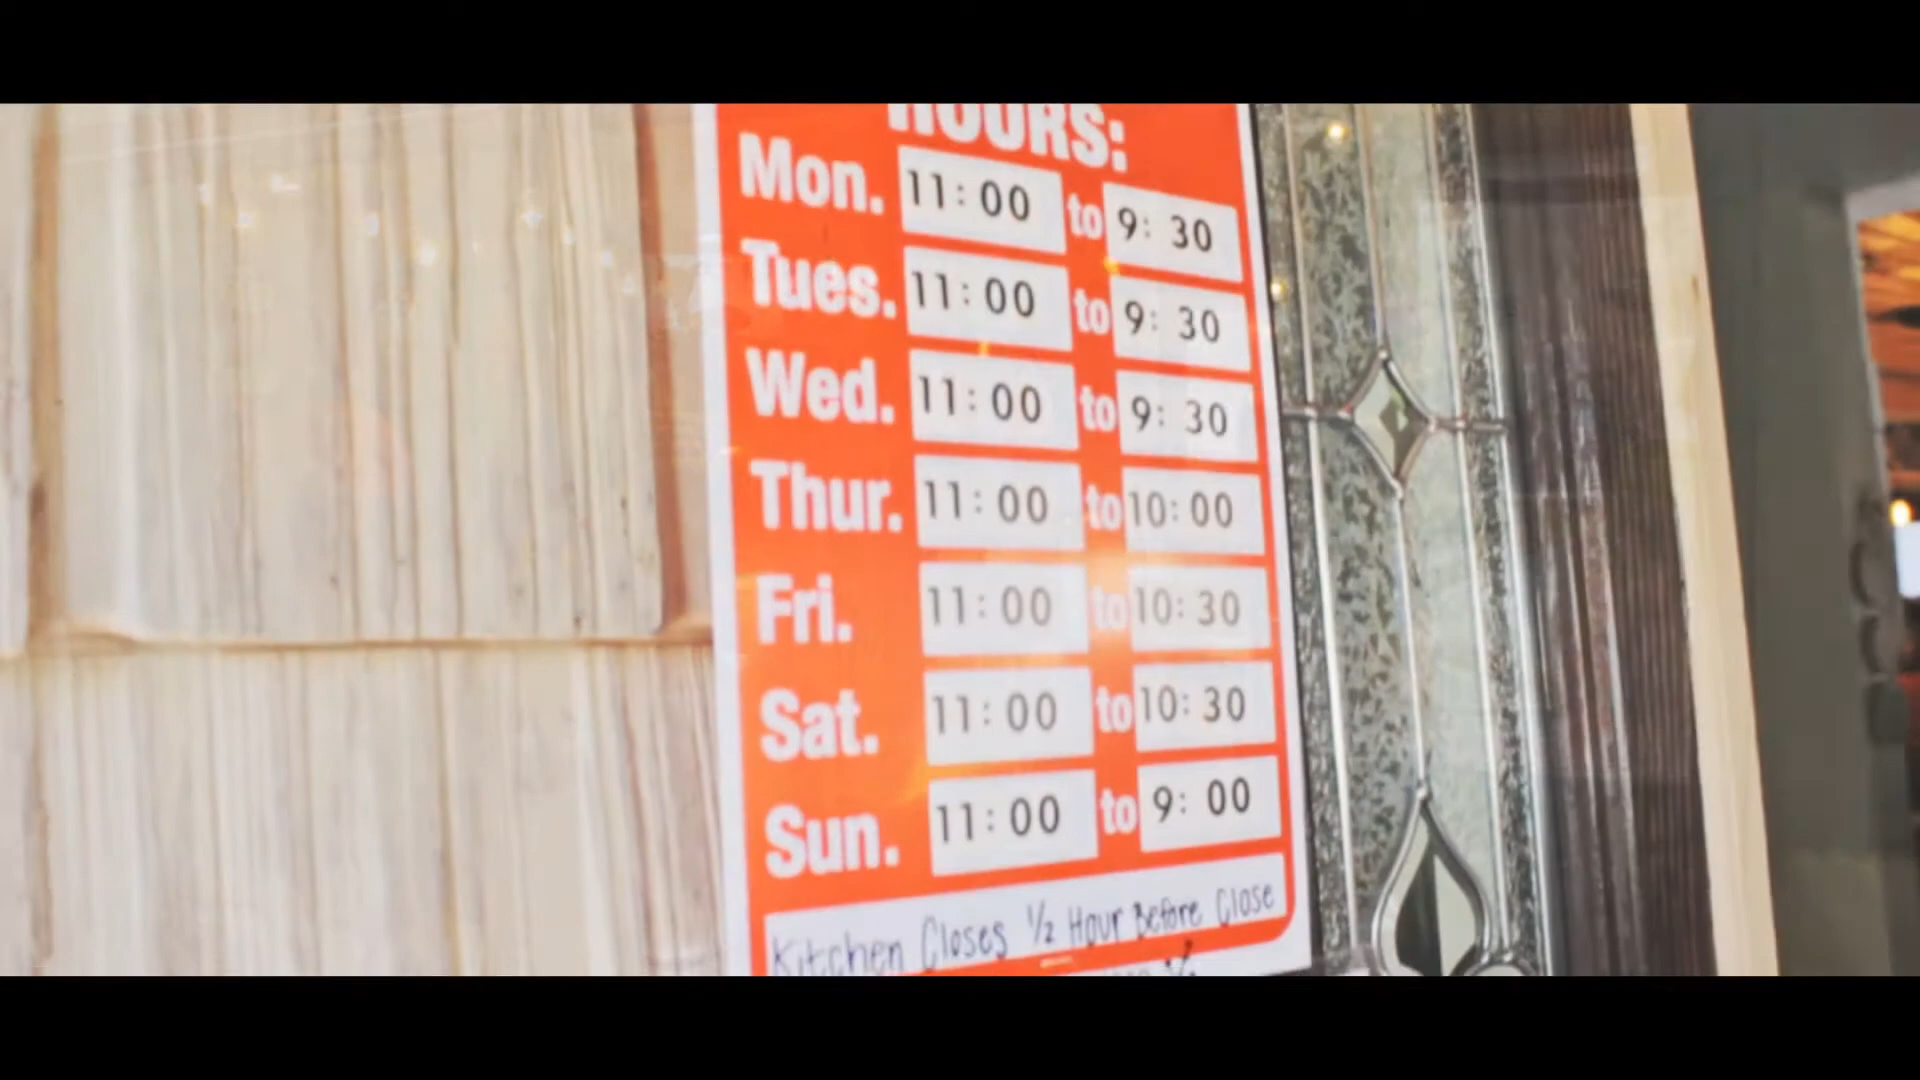 HOURS:
Mon. 11:00 to 9:30
Tues. 11:00 to 9:30
Wed. 11:00 to 9:30
Thur. 11:00 to 10:00
Fri. 11:00 to 10:30
Sat. 11:00 to 10:30
Sun. 11:00 to 9:00
Kitchen Closes 1/2 Hour Before Close